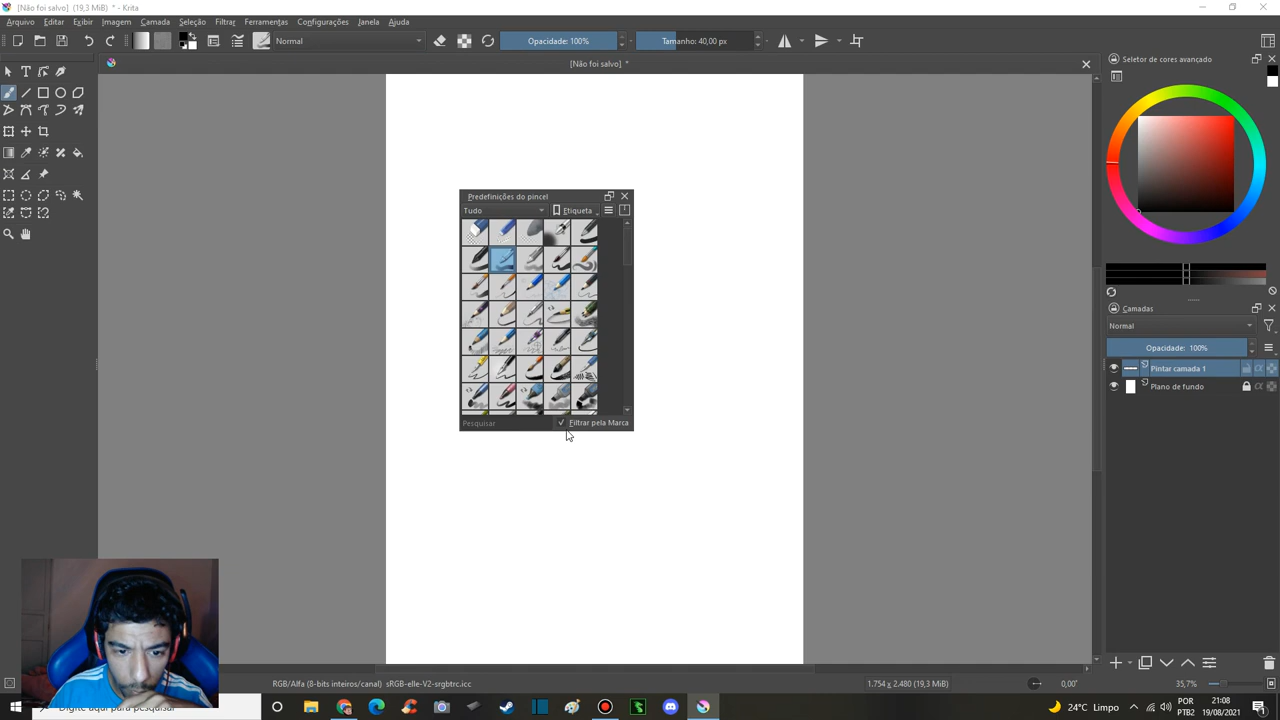 [Não foi salvo] (19,3 MiB) * - Krita
Arquivo Editar Exibir Imagem Camada Seleção Filtrar Ferramentas Configurações Janela Ajuda
Normal
Opacidade: 100%
Tamanho: 40,00 px
[Não foi salvo] *
Seletor de cores avançado
Predefinições do pincel
Tudo
Etiqueta
Pesquisar
Filtrar pela Marca
Camadas
Normal
Opacidade: 100%
Pintar camada 1
Plano de fundo
RGB/Alfa (8-bits inteiros/canal) sRGB-elle-V2-srgbtrc.icc
1.754 x 2.480 (19,3 MiB)
0,00°
35,7%
Digite aqui para pesquisar
24°C Limpo
POR
PTB2
21:08
19/08/2021